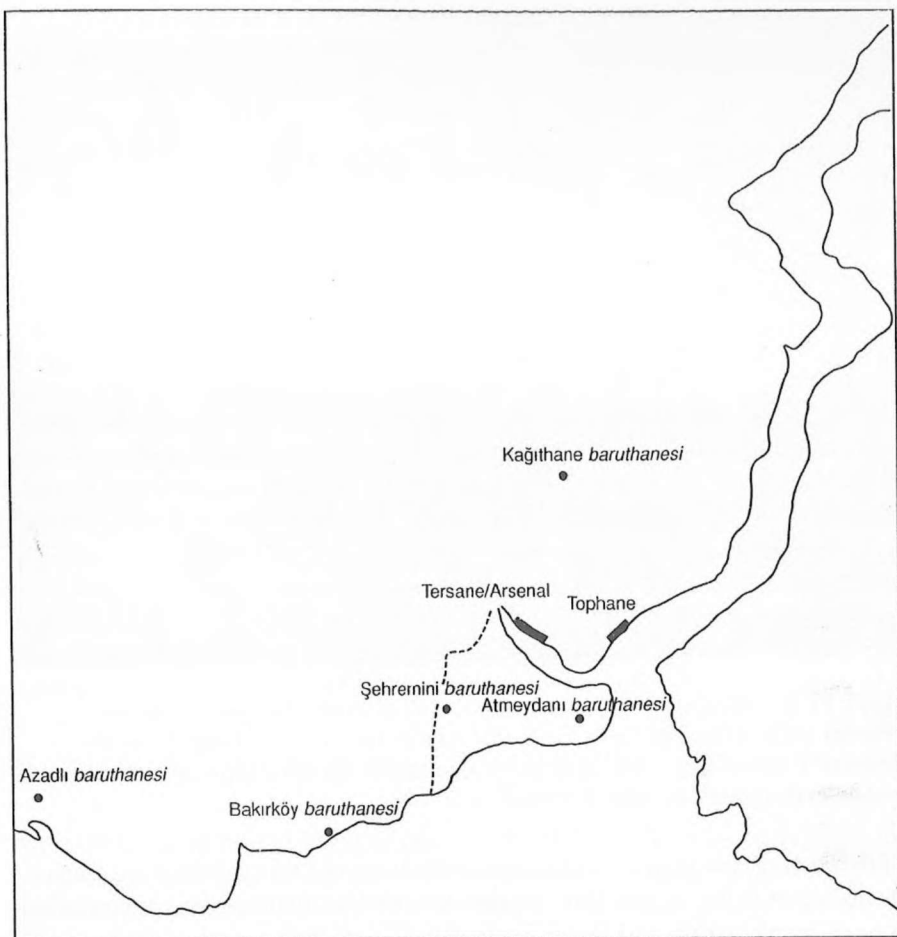 Kağıthane baruthanesi
Tersane/Arsenal
Tophane
Şehremini baruthanesi
Atmeydanı baruthanesi
Azadlı baruthanesi
Bakırköy baruthanesi